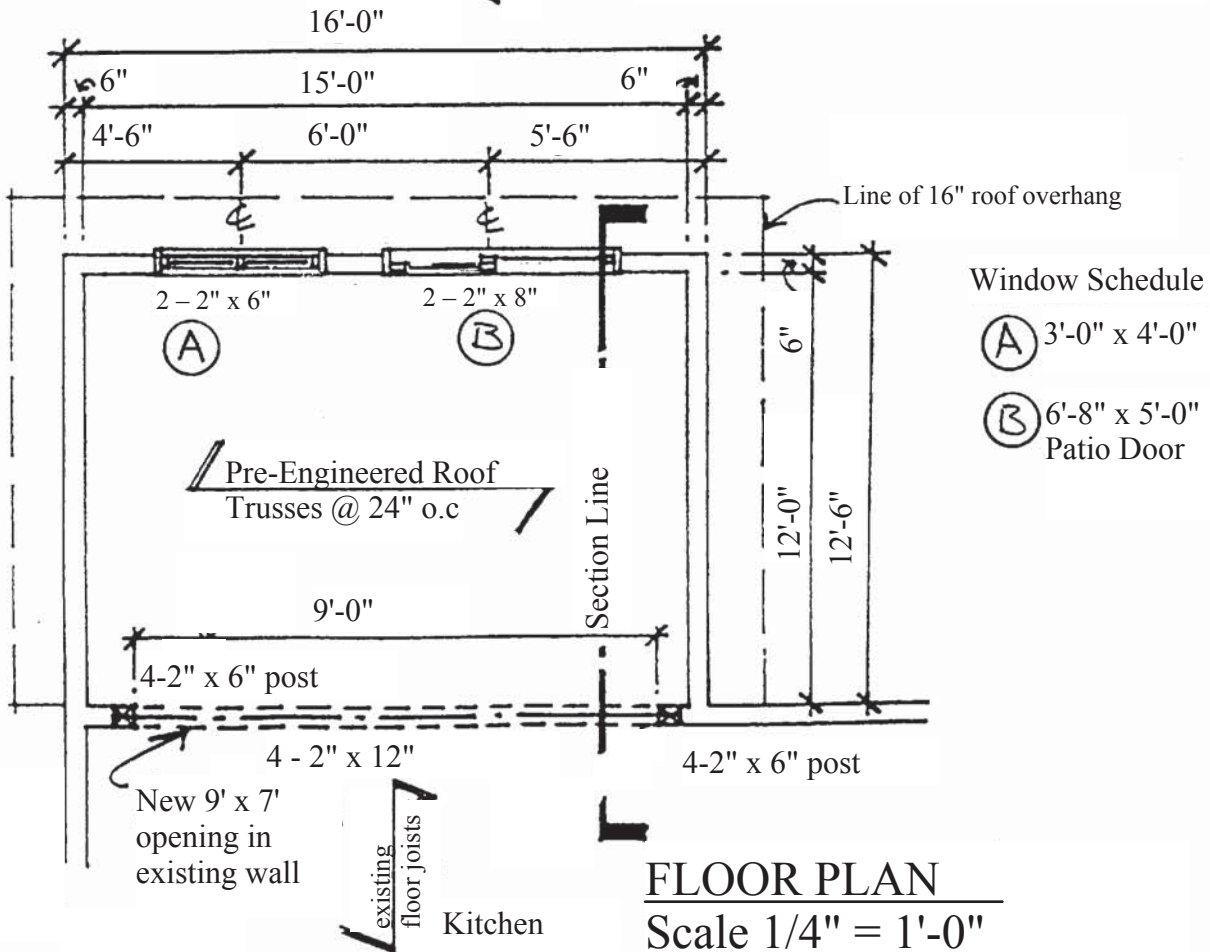 16'-0"
6" 15'-0" 6"
4'-6" 6'-0" 5'-6"
Line of 16" roof overhang
2 – 2" x 6" 2 – 2" x 8"
A B
6"
12'-0"
12'-6"
Window Schedule
A 3'-0" x 4'-0"
B 6'-8" x 5'-0"
Patio Door
Pre-Engineered Roof
Trusses @ 24" o.c
Section Line
9'-0"
4-2" x 6" post
4 - 2" x 12"
4-2" x 6" post
New 9' x 7'
opening in
existing wall
existing
floor joists
Kitchen
FLOOR PLAN
Scale 1/4" = 1'-0"